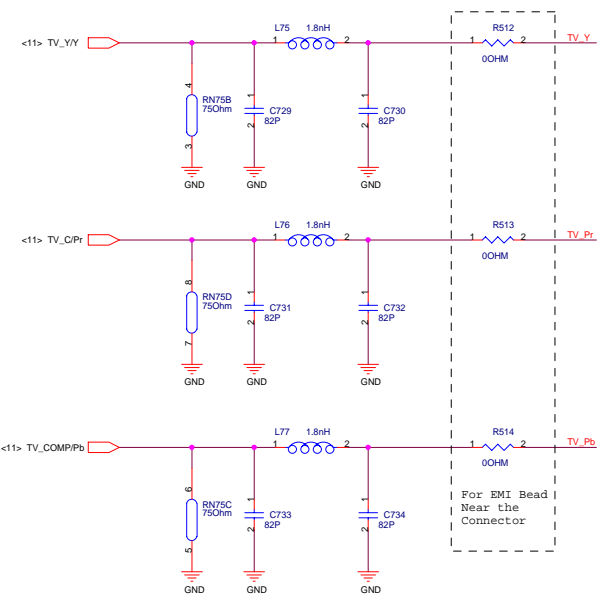 L75 1.8nH
R512
<11> TV_Y/Y
1 2
1 2
TV_Y
0OHM
4
RN75B
75Ohm
3
1
C729
2
82P
1
C730
2
82P
GND
GND
GND
L76 1.8nH
R513
<11> TV_C/Pr
1 2
1 2
TV_Pr
0OHM
8
RN75D
75Ohm
7
1
C731
2
82P
1
C732
2
82P
GND
GND
GND
L77 1.8nH
R514
<11> TV_COMP/Pb
1 2
1 2
TV_Pb
0OHM
6
RN75C
75Ohm
5
1
C733
2
82P
1
C734
2
82P
For EMI Bead
Near the
Connector
GND
GND
GND